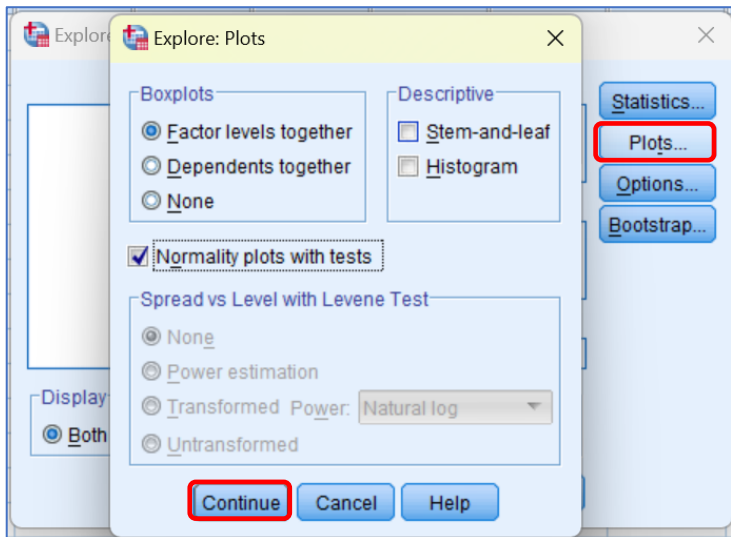 Explore
Explore: Plots
Boxplots
Factor levels together
Dependents together
None
Descriptive
Stem-and-leaf
Histogram
Normality plots with tests
Spread vs Level with Levene Test
None
Power estimation
Transformed Power: Natural log
Untransformed
Continue Cancel Help
Statistics...
Plots...
Options...
Bootstrap...
Display
Both